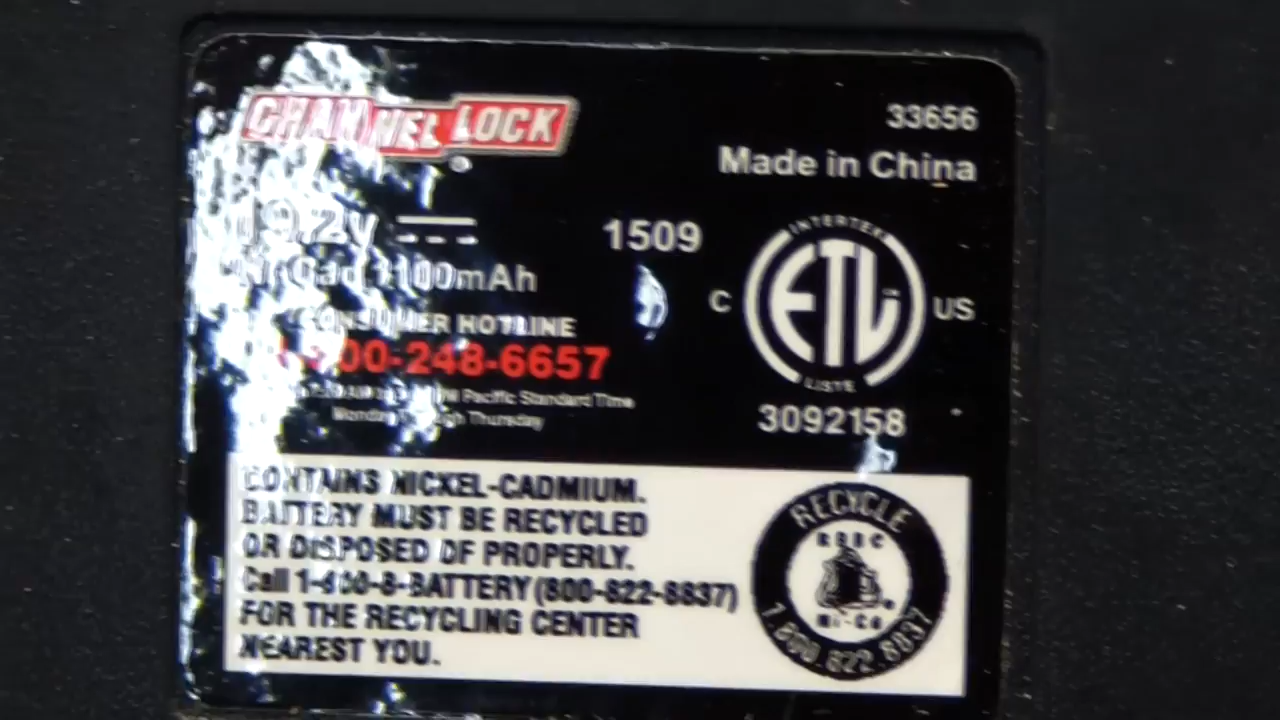 CHANNELLOCK
33656
Made in China
19.2V
1509
Ni-Cad 1100mAh
CONSUMER HOTLINE
1-800-248-6657
Pacific Standard Time
Monday through Thursday
INTERTEK
C ETL US
LISTE
3092158
CONTAINS NICKEL-CADMIUM.
BATTERY MUST BE RECYCLED
OR DISPOSED OF PROPERLY.
Call 1-800-8-BATTERY (800-822-8837)
FOR THE RECYCLING CENTER
NEAREST YOU.
RECYCLE
RBRC
Ni-Cd
1.800.822.8837